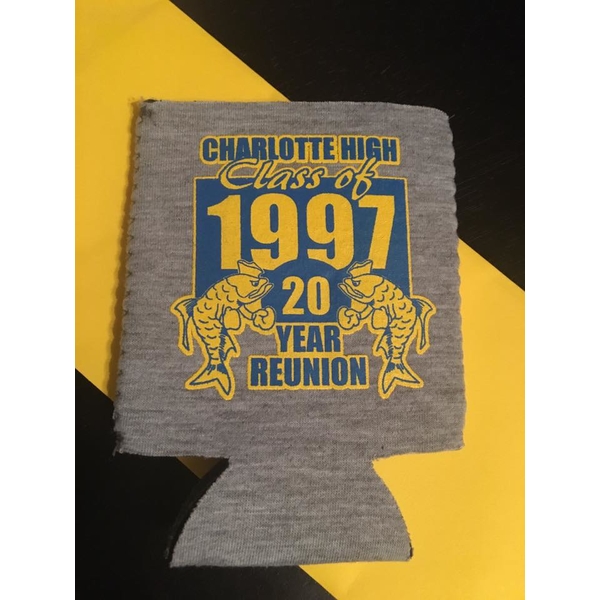 CHARLOTTE HIGH
Class of
1997
20
YEAR
REUNION